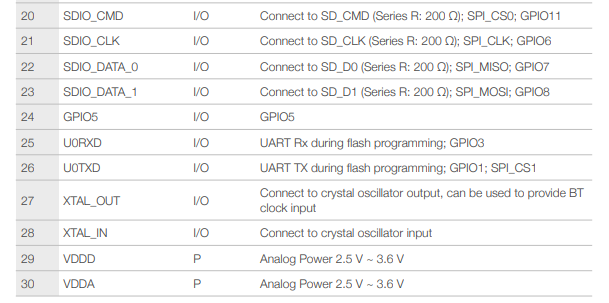 20 SDIO_CMD I/O Connect to SD_CMD (Series R: 200 Ω); SPI_CS0; GPIO11
21 SDIO_CLK I/O Connect to SD_CLK (Series R: 200 Ω); SPI_CLK; GPIO6
22 SDIO_DATA_0 I/O Connect to SD_D0 (Series R: 200 Ω); SPI_MISO; GPIO7
23 SDIO_DATA_1 I/O Connect to SD_D1 (Series R: 200 Ω); SPI_MOSI; GPIO8
24 GPIO5 I/O GPIO5
25 U0RXD I/O UART Rx during flash programming; GPIO3
26 U0TXD I/O UART TX during flash programming; GPIO1; SPI_CS1
27 XTAL_OUT I/O Connect to crystal oscillator output, can be used to provide BT
clock input
28 XTAL_IN I/O Connect to crystal oscillator input
29 VDDD P Analog Power 2.5 V ~ 3.6 V
30 VDDA P Analog Power 2.5 V ~ 3.6 V